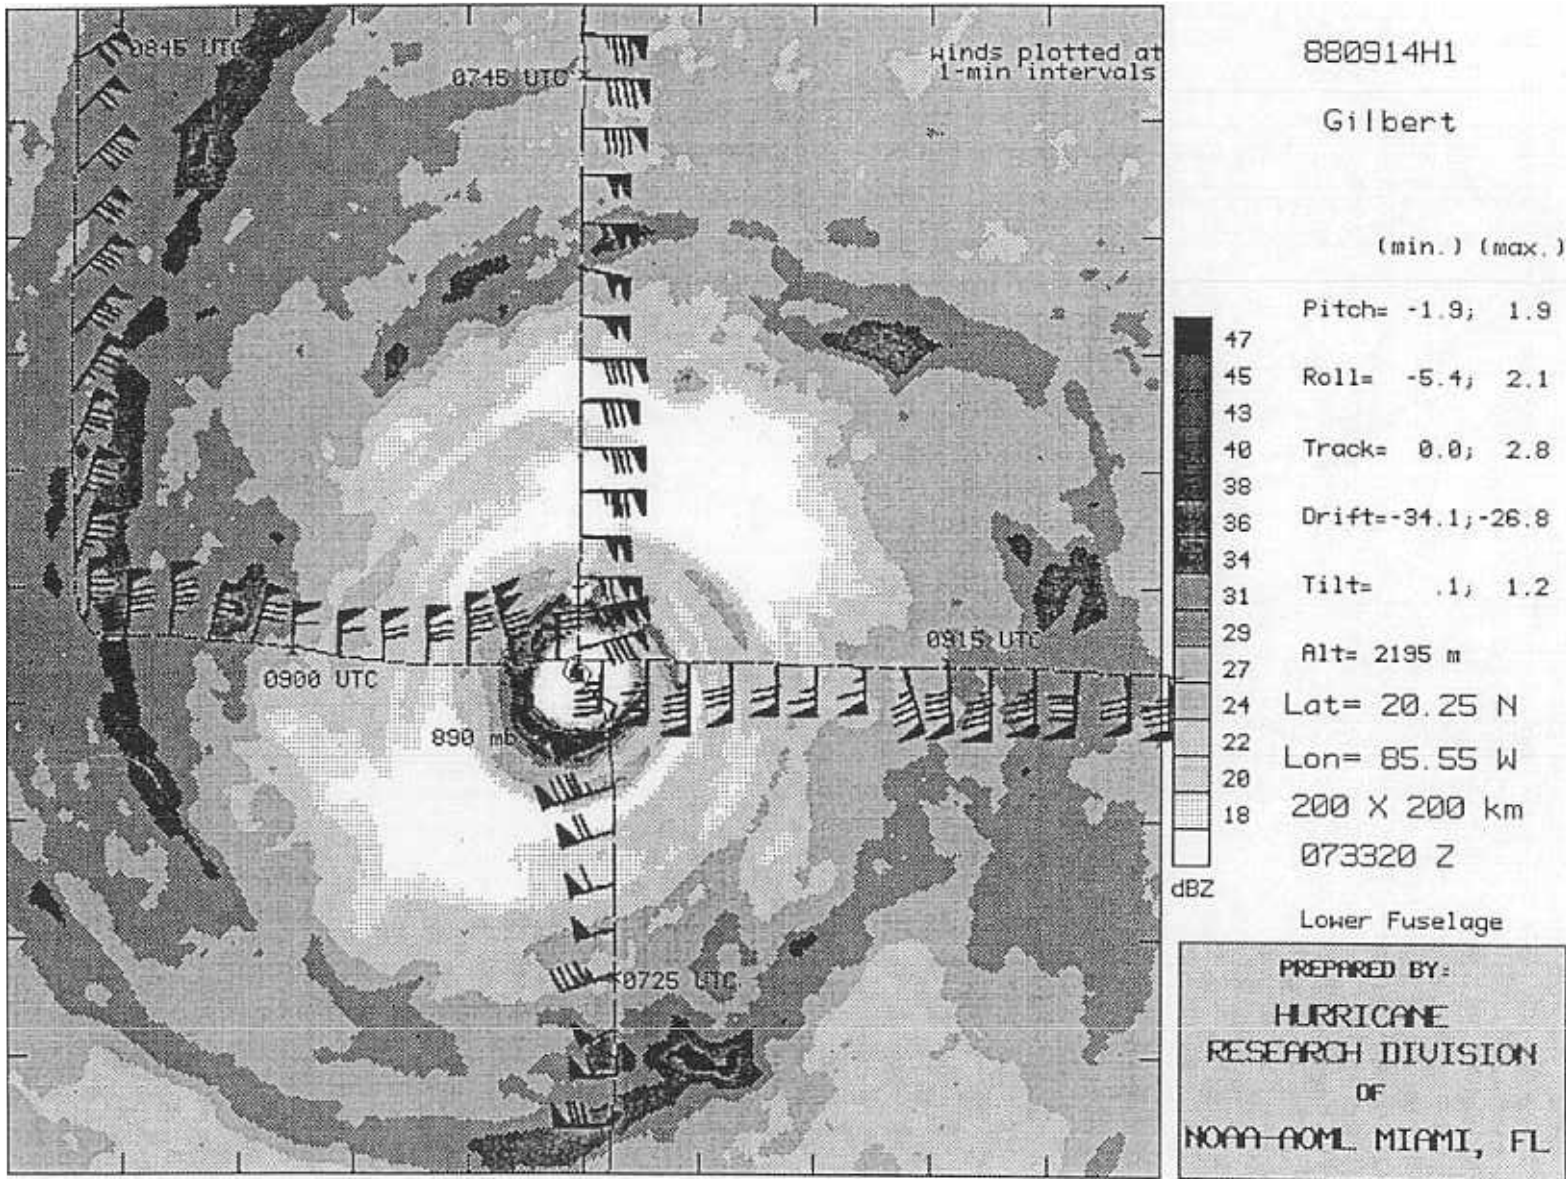 0845 UTC
0745 UTC
winds plotted at
1-min intervals
0900 UTC
0915 UTC
890 mb
0725 UTC
880914H1
Gilbert
(min.) (max.)
Pitch= -1.9; 1.9
Roll= -5.4; 2.1
Track= 0.0; 2.8
Drift=-34.1;-26.8
Tilt= .1; 1.2
Alt= 2195 m
Lat= 20.25 N
Lon= 85.55 W
200 X 200 km
073320 Z
Lower Fuselage
47
45
43
40
38
36
34
31
29
27
24
22
20
18
dBZ
PREPARED BY:
HURRICANE
RESEARCH DIVISION
OF
NOAA-AOML MIAMI, FL